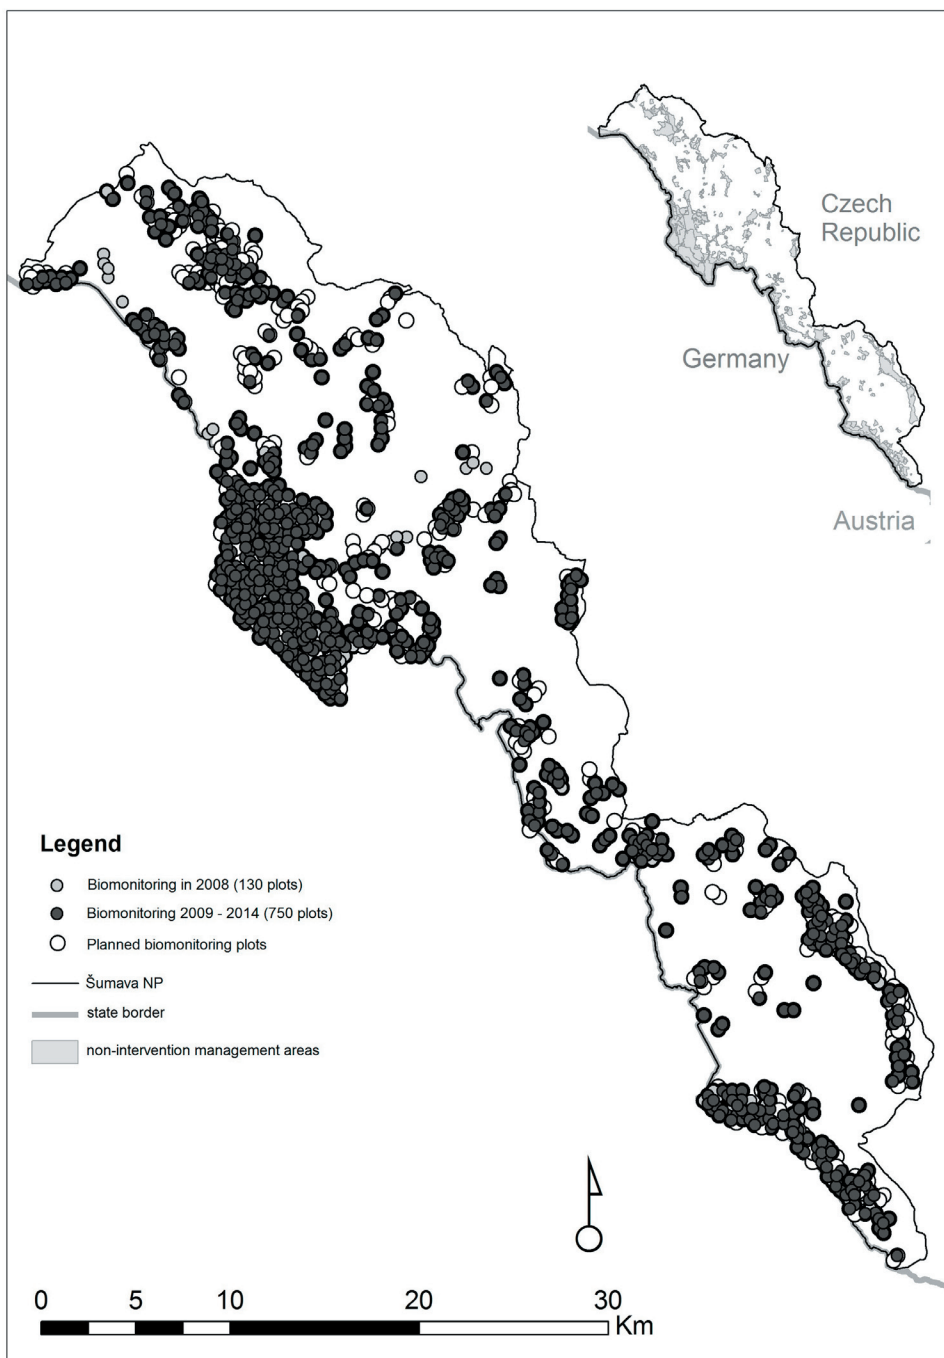 Czech
Republic
Germany
Austria
Legend
Biomonitoring in 2008 (130 plots)
Biomonitoring 2009 - 2014 (750 plots)
Planned biomonitoring plots
Šumava NP
state border
non-intervention management areas
0 5 10 20 30
Km